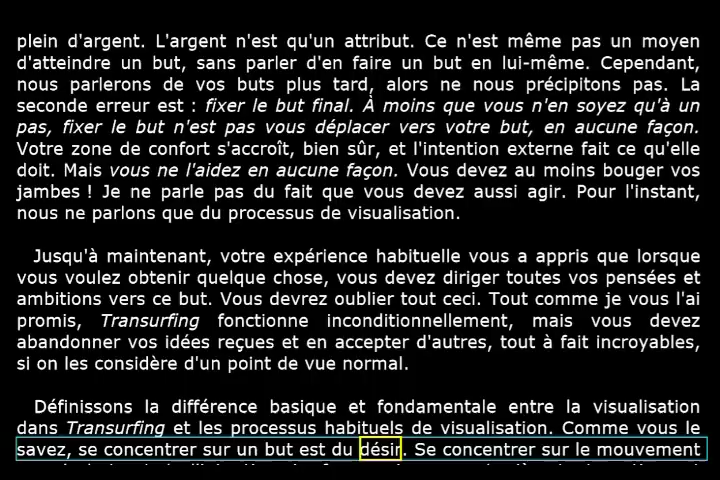 plein d'argent. L'argent n'est qu'un attribut. Ce n'est même pas un moyen
d'atteindre un but, sans parler d'en faire un but en lui-même. Cependant,
nous parlerons de vos buts plus tard, alors ne nous précipitons pas. La
seconde erreur est : fixer le but final. À moins que vous n'en soyez qu'à un
pas, fixer le but n'est pas vous déplacer vers votre but, en aucune façon.
Votre zone de confort s'accroît, bien sûr, et l'intention externe fait ce qu'elle
doit. Mais vous ne l'aidez en aucune façon. Vous devez au moins bouger vos
jambes ! Je ne parle pas du fait que vous devez aussi agir. Pour l'instant,
nous ne parlons que du processus de visualisation.
Jusqu'à maintenant, votre expérience habituelle vous a appris que lorsque
vous voulez obtenir quelque chose, vous devez diriger toutes vos pensées et
ambitions vers ce but. Vous devrez oublier tout ceci. Tout comme je vous l'ai
promis, Transurfing fonctionne inconditionnellement, mais vous devez
abandonner vos idées reçues et en accepter d'autres, tout à fait incroyables,
si on les considère d'un point de vue normal.
Définissons la différence basique et fondamentale entre la visualisation
dans Transurfing et les processus habituels de visualisation. Comme vous le
savez, se concentrer sur un but est du désir. Se concentrer sur le mouvement